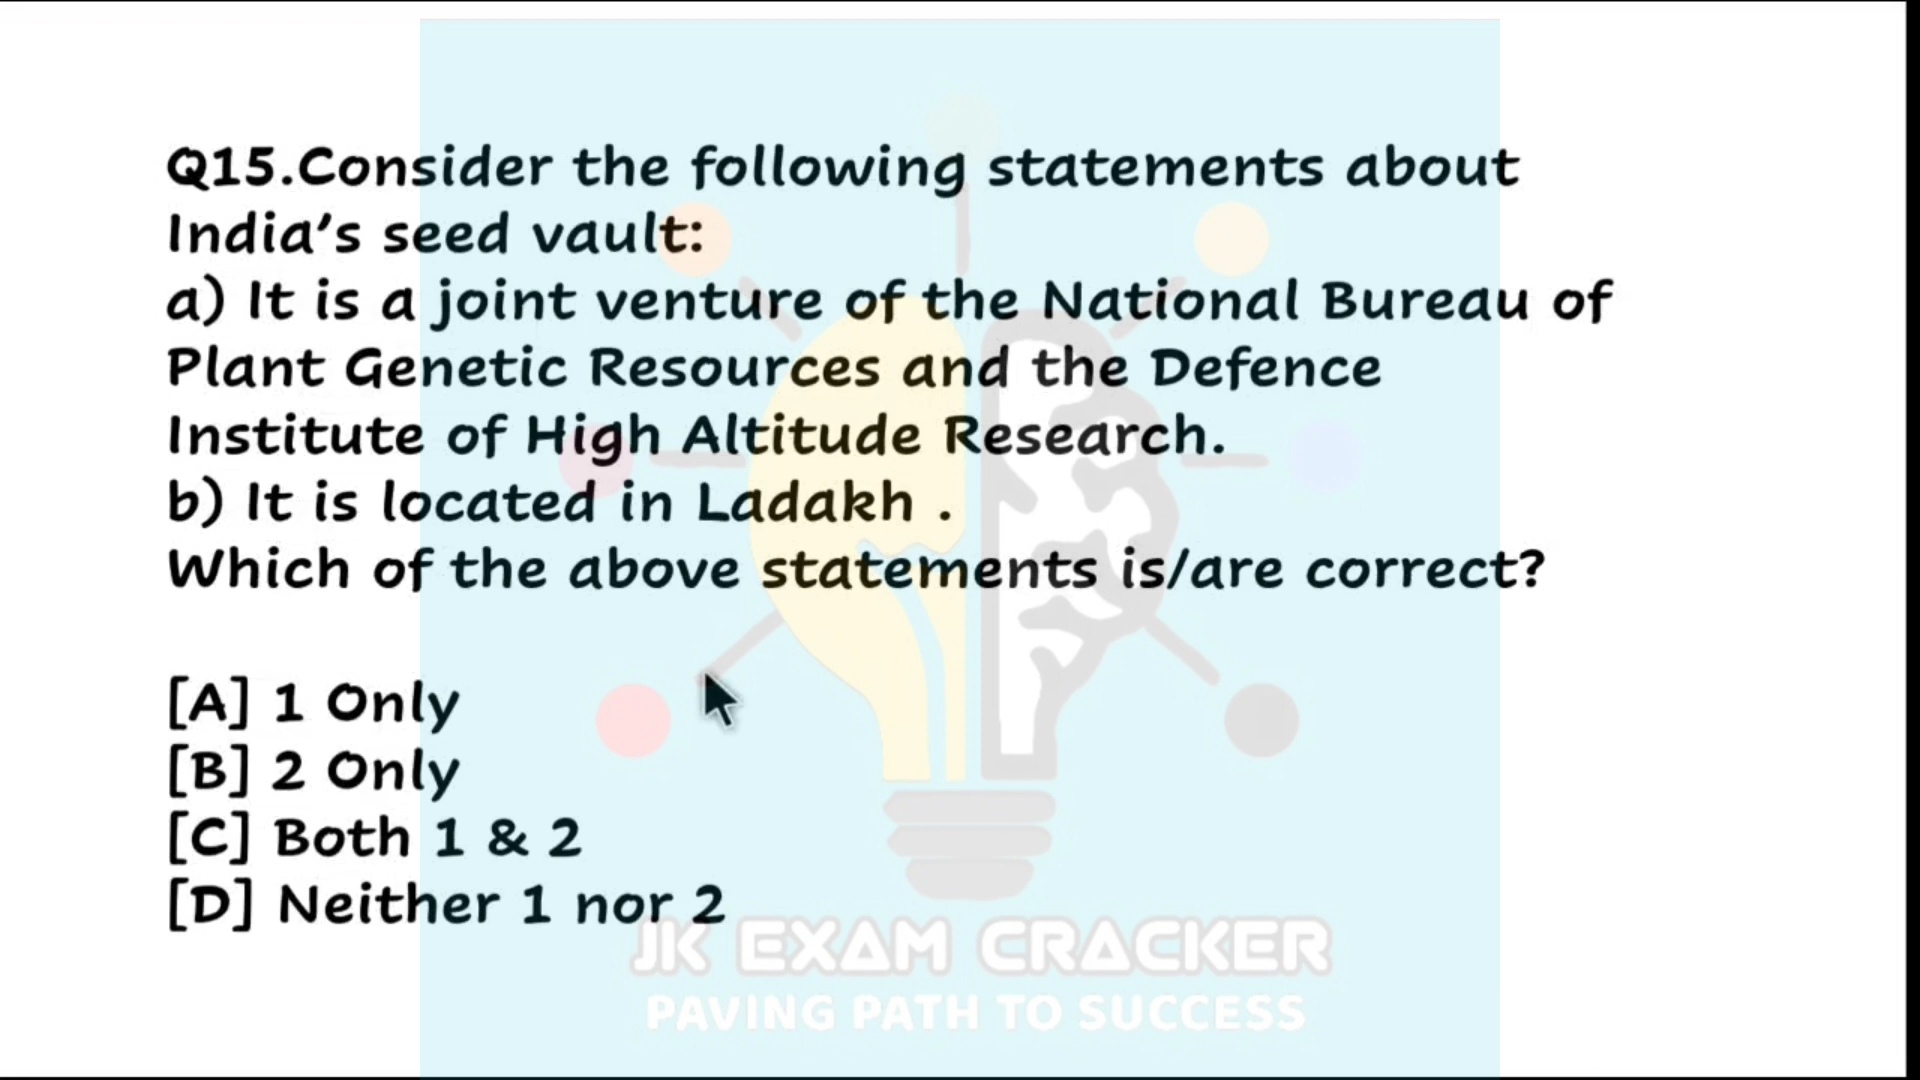 Q15.Consider the following statements about
India's seed vault:
a) It is a joint venture of the National Bureau of
Plant Genetic Resources and the Defence
Institute of High Altitude Research.
b) It is located in Ladakh .
Which of the above statements is/are correct?
[A] 1 Only
[B] 2 Only
[C] Both 1 & 2
[D] Neither 1 nor 2
JK EXAM CRACKER
PAVING PATH TO SUCCESS